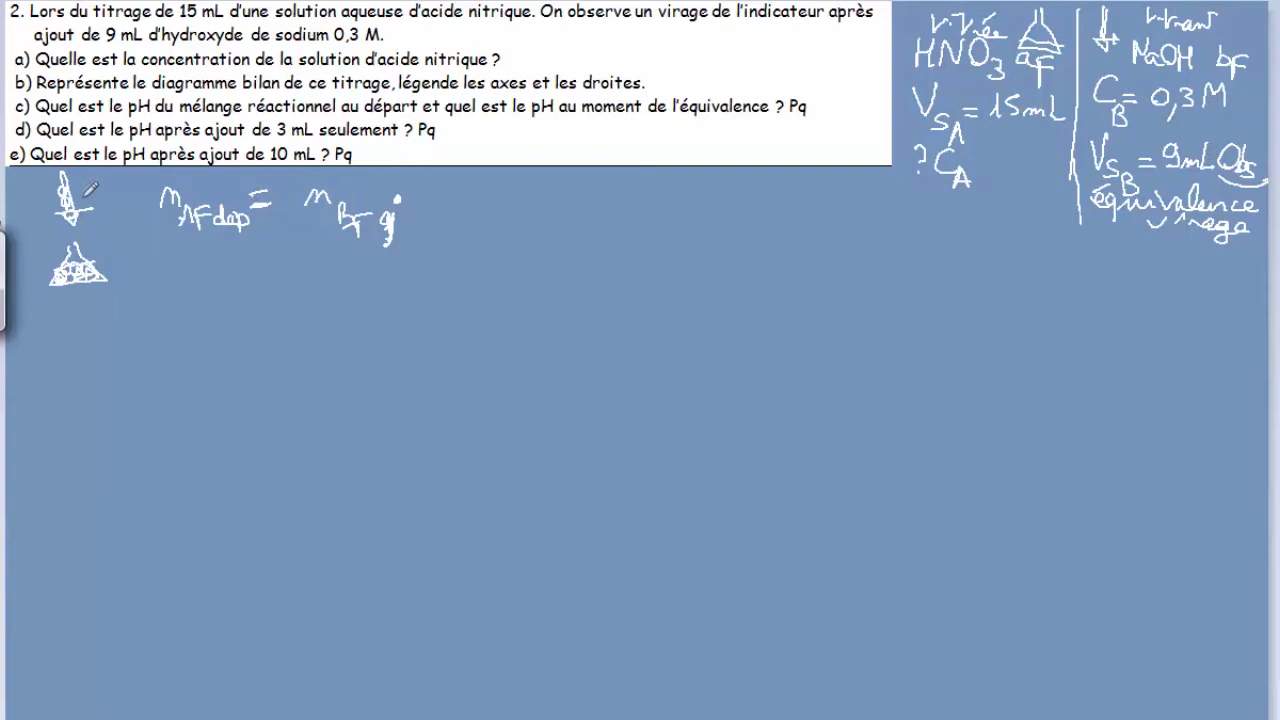 2. Lors du titrage de 15 mL d'une solution aqueuse d'acide nitrique. On observe un virage de l'indicateur après
ajout de 9 mL d'hydroxyde de sodium 0,3 M.
a) Quelle est la concentration de la solution d'acide nitrique ?
b) Représente le diagramme bilan de ce titrage, légende les axes et les droites.
c) Quel est le pH du mélange réactionnel au départ et quel est le pH au moment de l'équivalence ? Pq
d) Quel est le pH après ajout de 3 mL seulement ? Pq
e) Quel est le pH après ajout de 10 mL ? Pq
HNO3 aF
VSA = 15 mL
? CA
NaOH bF
CB = 0,3 M
VSB = 9 mL
équivalence
virage
nAF dep = nBF aj